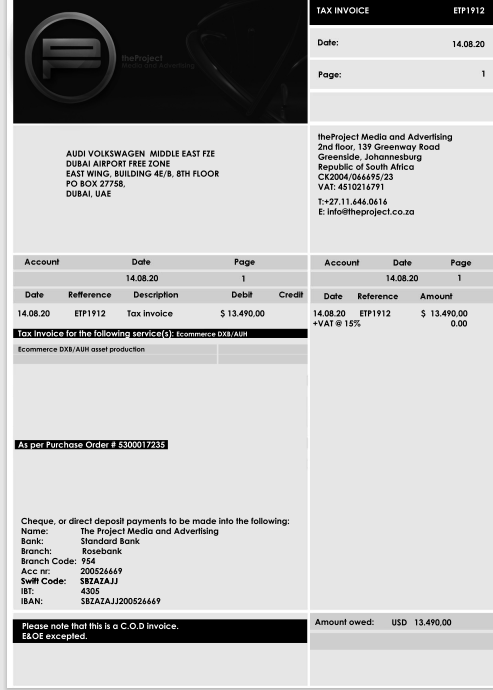 TAX INVOICE ETP1912
Date: 14.08.20
Page: 1
theProject
Media and Advertising
AUDI VOLKSWAGEN MIDDLE EAST FZE
DUBAI AIRPORT FREE ZONE
EAST WING, BUILDING 4E/B, 8TH FLOOR
PO BOX 27758,
DUBAI, UAE
theProject Media and Advertising
2nd floor, 139 Greenway Road
Greenside, Johannesburg
Republic of South Africa
CK2004/066695/23
VAT: 4510216791
T:+27.11.646.0616
E: info@theproject.co.za
Account Date Page
14.08.20 1
Date Refference Description Debit Credit
14.08.20 ETP1912 Tax invoice $ 13.490,00
Tax Invoice for the following service(s): Ecommerce DXB/AUH
Ecommerce DXB/AUH asset production
As per Purchase Order # 5300017235
Cheque, or direct deposit payments to be made into the following:
Name: The Project Media and Advertising
Bank: Standard Bank
Branch: Rosebank
Branch Code: 954
Acc nr: 200526669
Swift Code: SBZAZAJJ
IBT: 4305
IBAN: SBZAZAJJ200526669
Please note that this is a C.O.D invoice.
E&OE excepted.
Account Date Page
14.08.20 1
Date Reference Amount
14.08.20 ETP1912 $ 13.490,00
+VAT @ 15% 0.00
Amount owed: USD 13.490,00